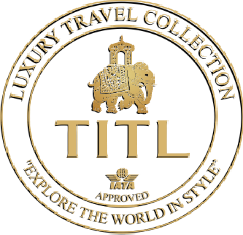 LUXURY TRAVEL COLLECTION
TITL
IATA
APPROVED
"EXPLORE THE WORLD IN STYLE"